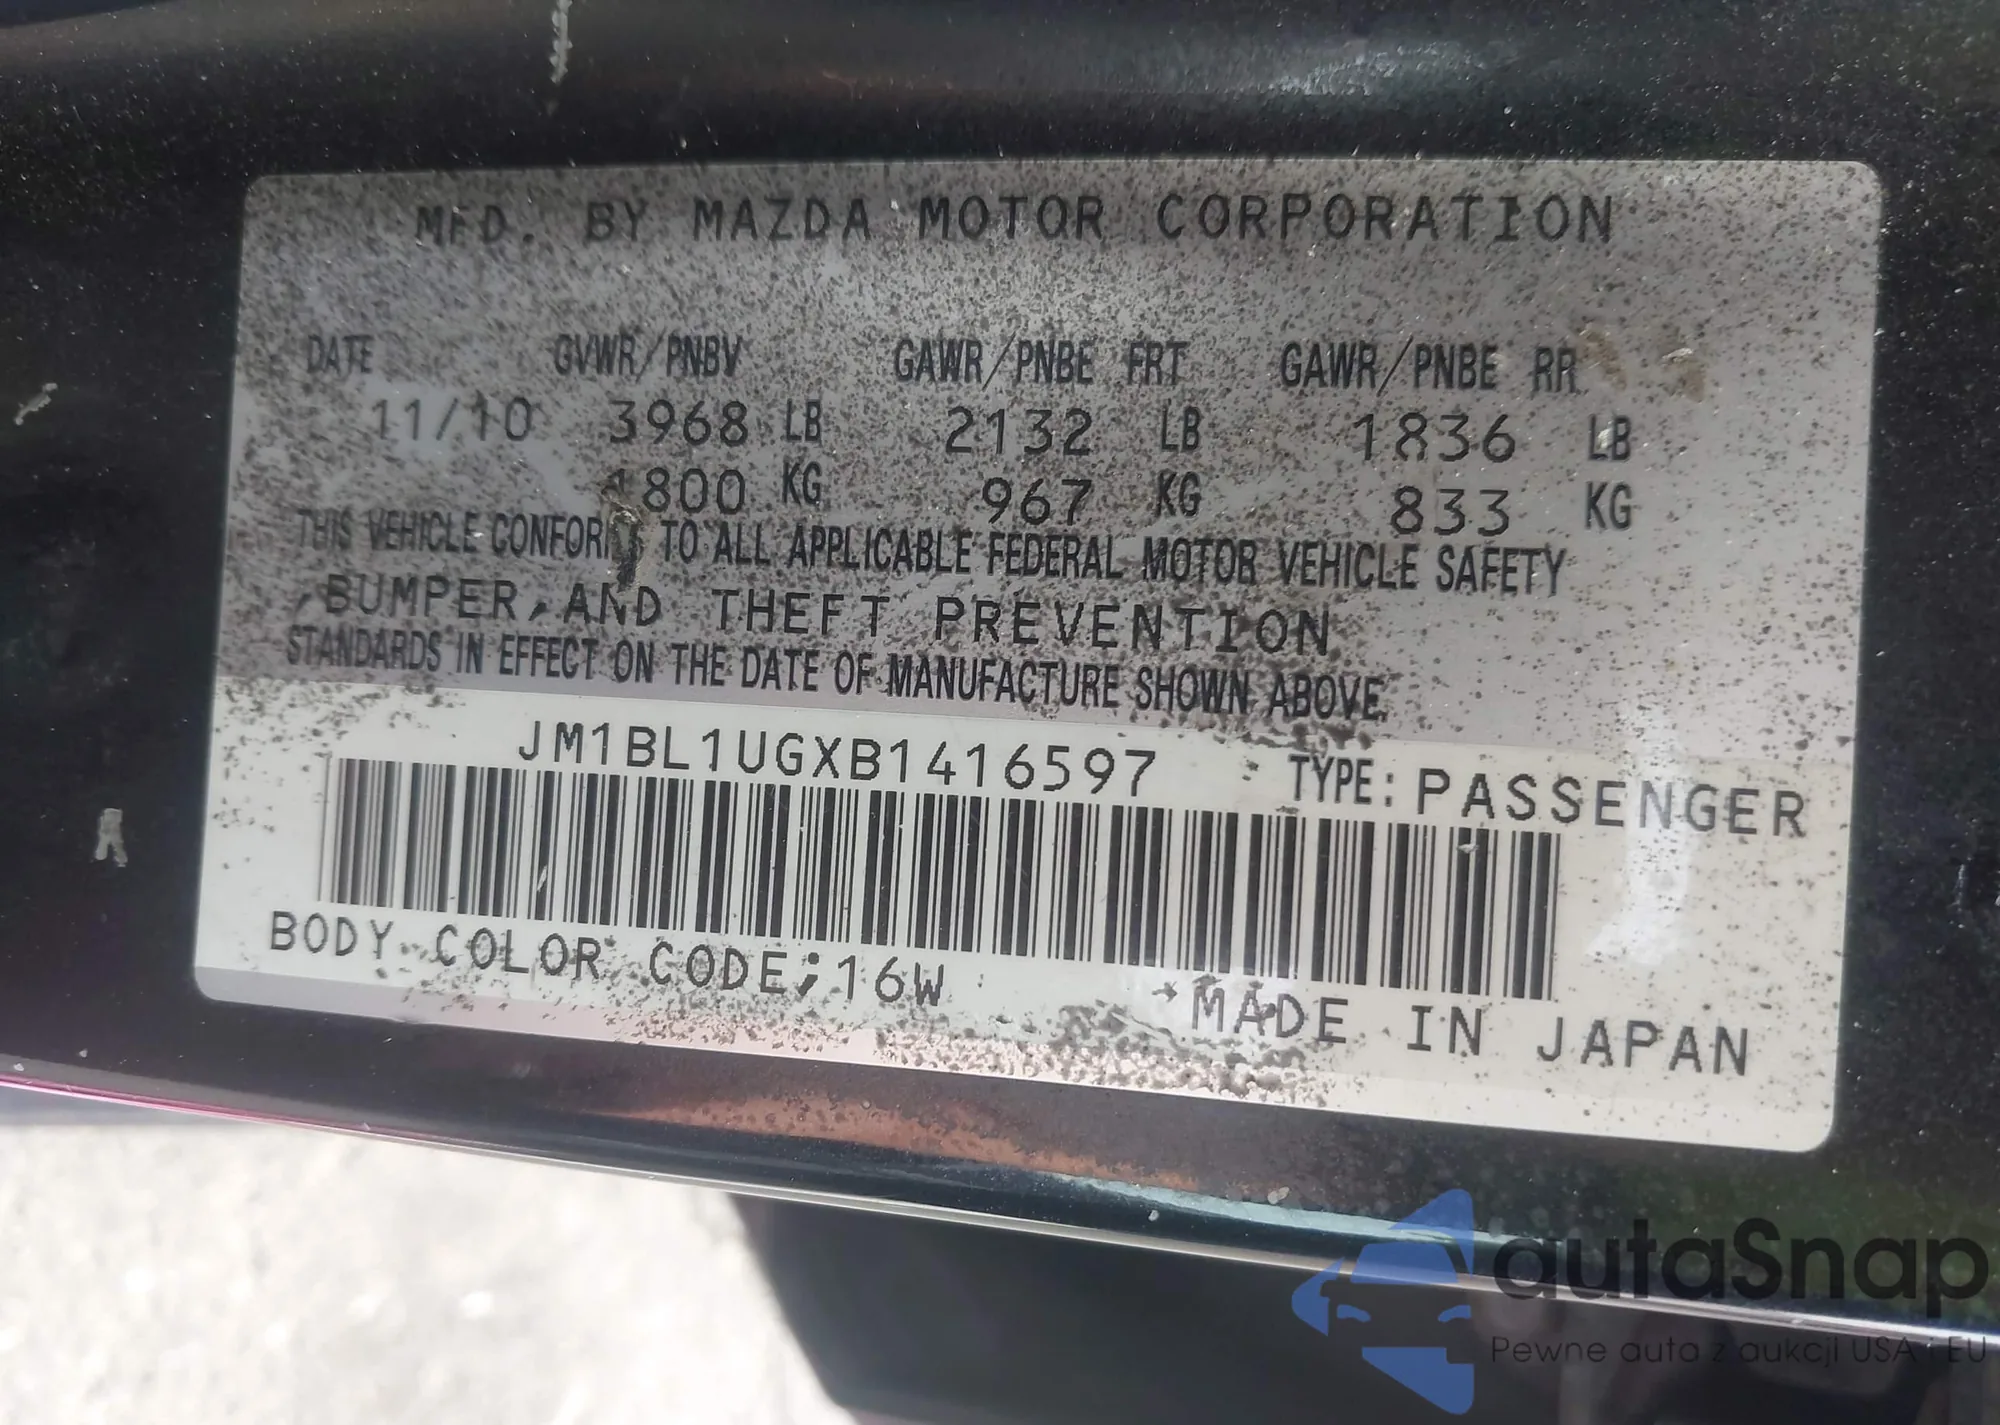 MFD. BY MAZDA MOTOR CORPORATION
DATE GVWR/PNBV GAWR/PNBE FRT GAWR/PNBE RR
11/10 3968 LB 2132 LB 1836 LB
1800 KG 967 KG 833 KG
THIS VEHICLE CONFORMS TO ALL APPLICABLE FEDERAL MOTOR VEHICLE SAFETY
,BUMPER,AND THEFT PREVENTION
STANDARDS IN EFFECT ON THE DATE OF MANUFACTURE SHOWN ABOVE.
JM1BL1UGXB1416597 TYPE: PASSENGER
BODY COLOR CODE:16W
MADE IN JAPAN
autaSnap
Pewne auta z aukcji USA i EU